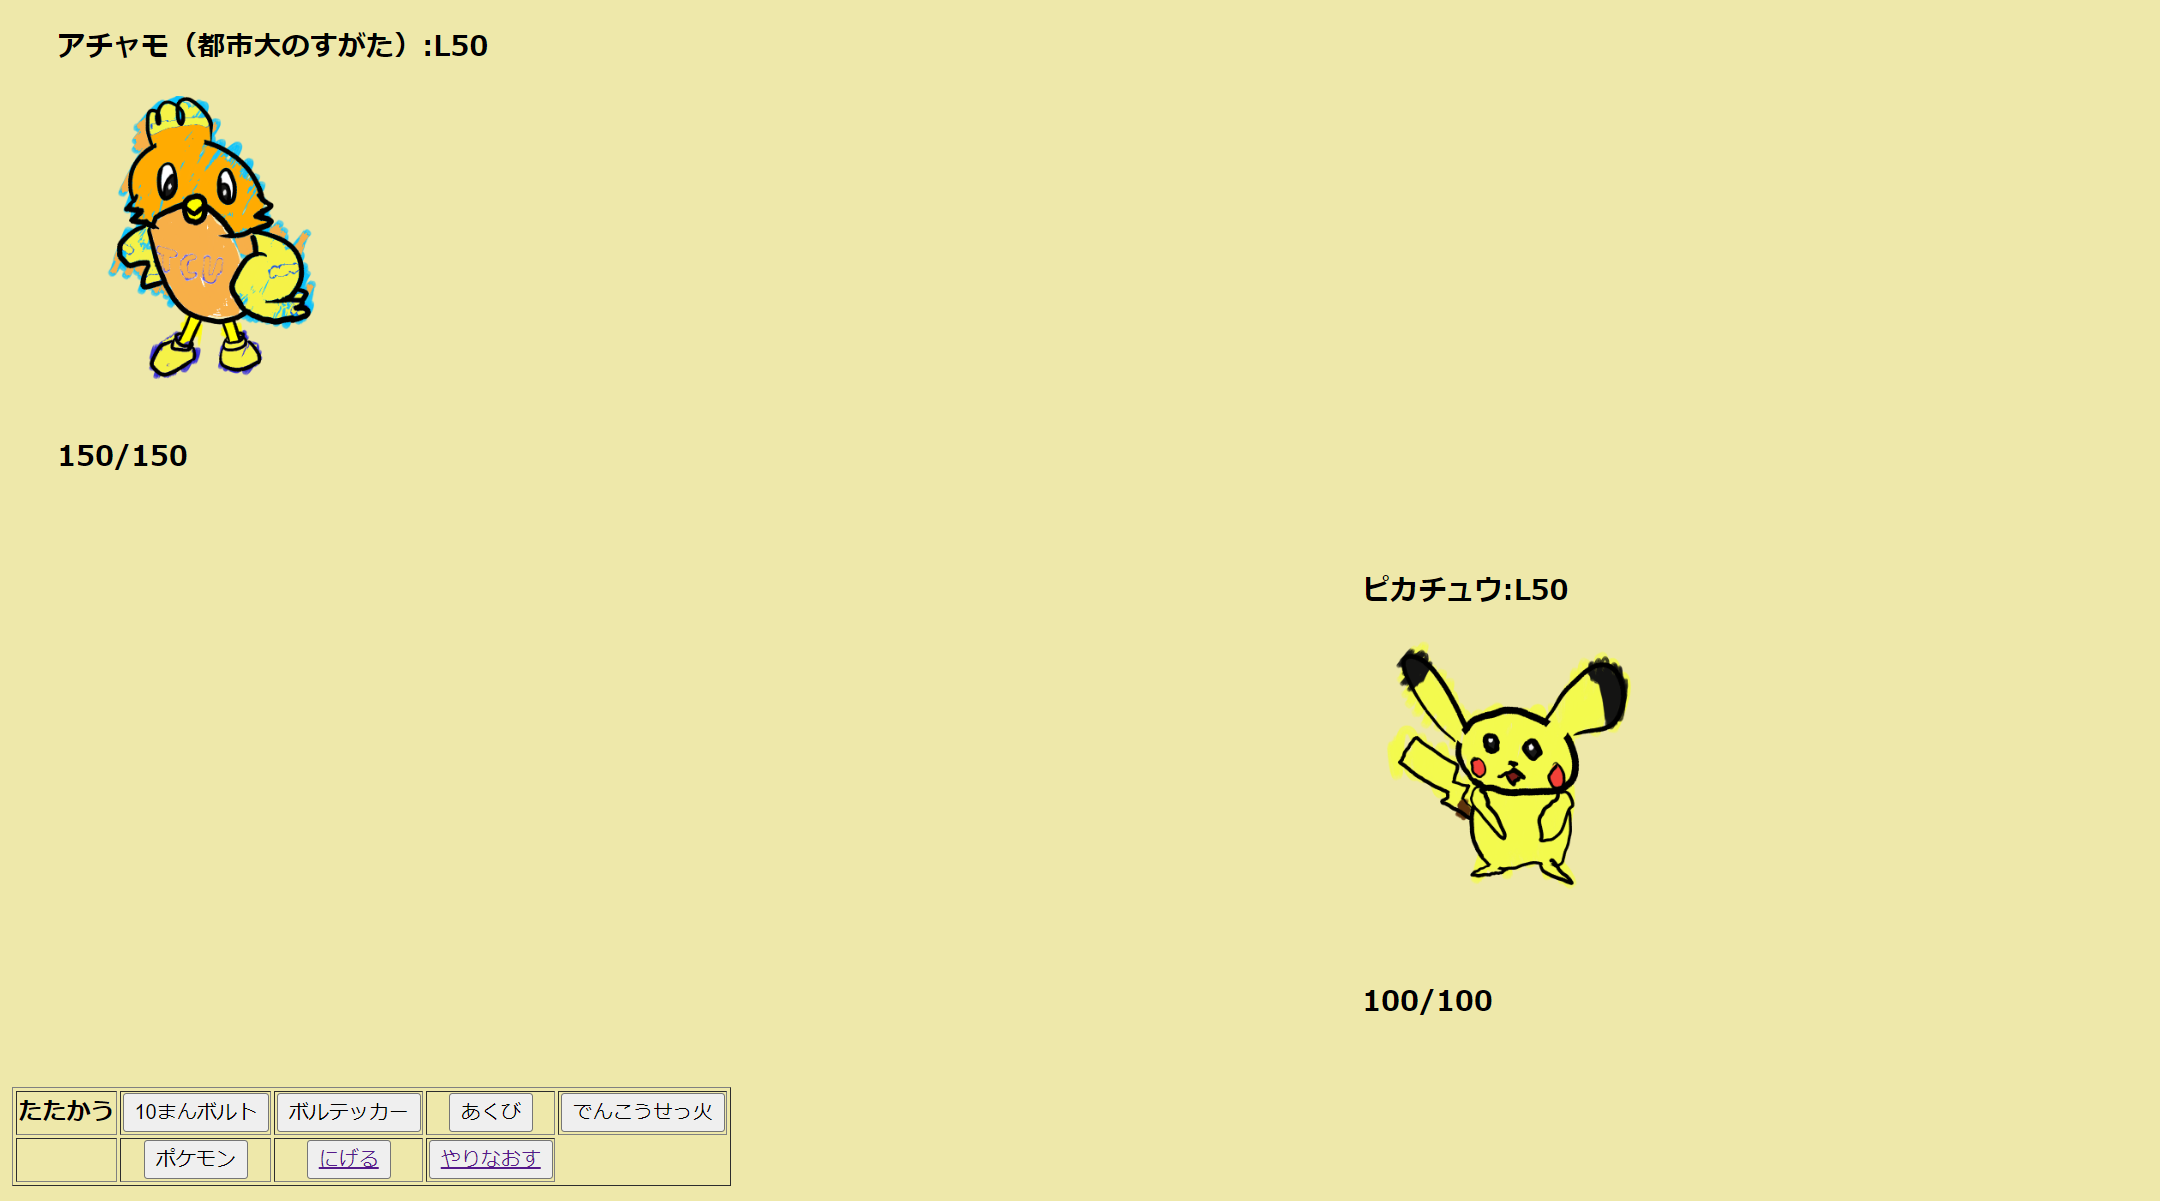 アチャモ（都市大のすがた）:L50
TCU
150/150
ピカチュウ:L50
100/100
たたかう 10まんボルト ボルテッカー あくび でんこうせっ火
ポケモン にげる やりなおす